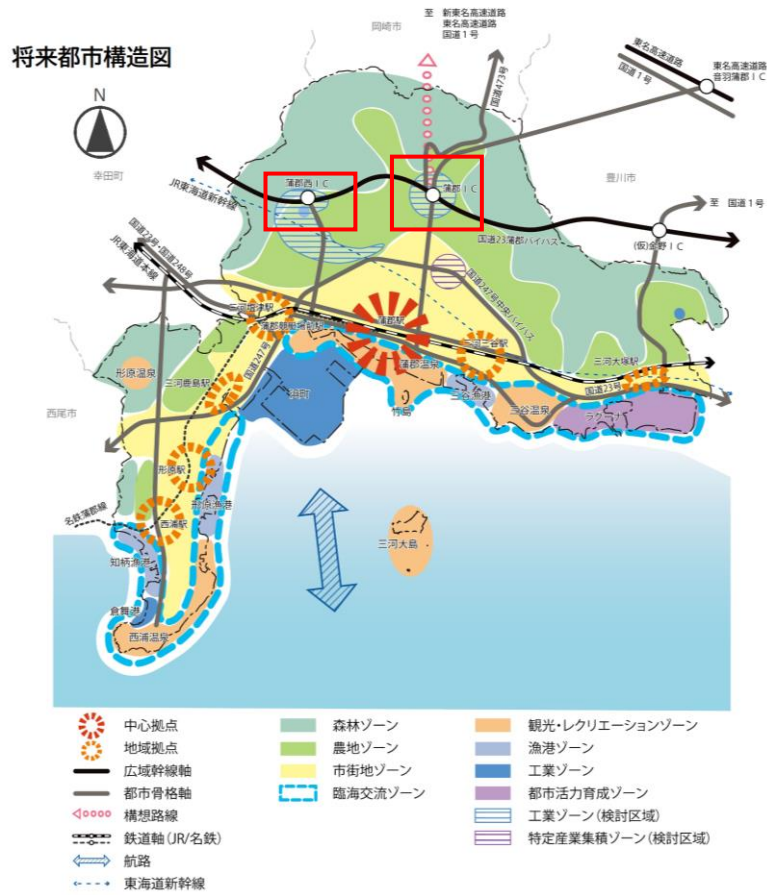 将来都市構造図
岡崎市
至 新東名高速道路
東名高速道路
国道1号
東名高速道路
国道1号
東名高速道路
音羽蒲郡IC
国道473号
N
幸田町
JR東海道新幹線
蒲郡西IC
蒲郡IC
豊川市
至 国道1号
(仮)金野IC
国道23蒲郡バイパス
国道23号・国道248号
JR東海道本線
国道247号中央バイパス
三河塩津駅
蒲郡競艇場前駅
蒲郡駅
三河三谷駅
三河大塚駅
国道247号
蒲郡温泉
国道23号
形原温泉
三河鹿島駅
浜町
竹島
三谷漁港
三谷温泉
ラグーナ
西尾市
形原駅
形原漁港
名鉄蒲郡線
西浦駅
三河大島
知柄漁港
倉舞港
西浦温泉
中心拠点
森林ゾーン
観光・レクリエーションゾーン
地域拠点
農地ゾーン
漁港ゾーン
広域幹線軸
市街地ゾーン
工業ゾーン
都市骨格軸
臨海交流ゾーン
都市活力育成ゾーン
構想路線
工業ゾーン(検討区域)
鉄道軸(JR/名鉄)
特定産業集積ゾーン(検討区域)
航路
東海道新幹線